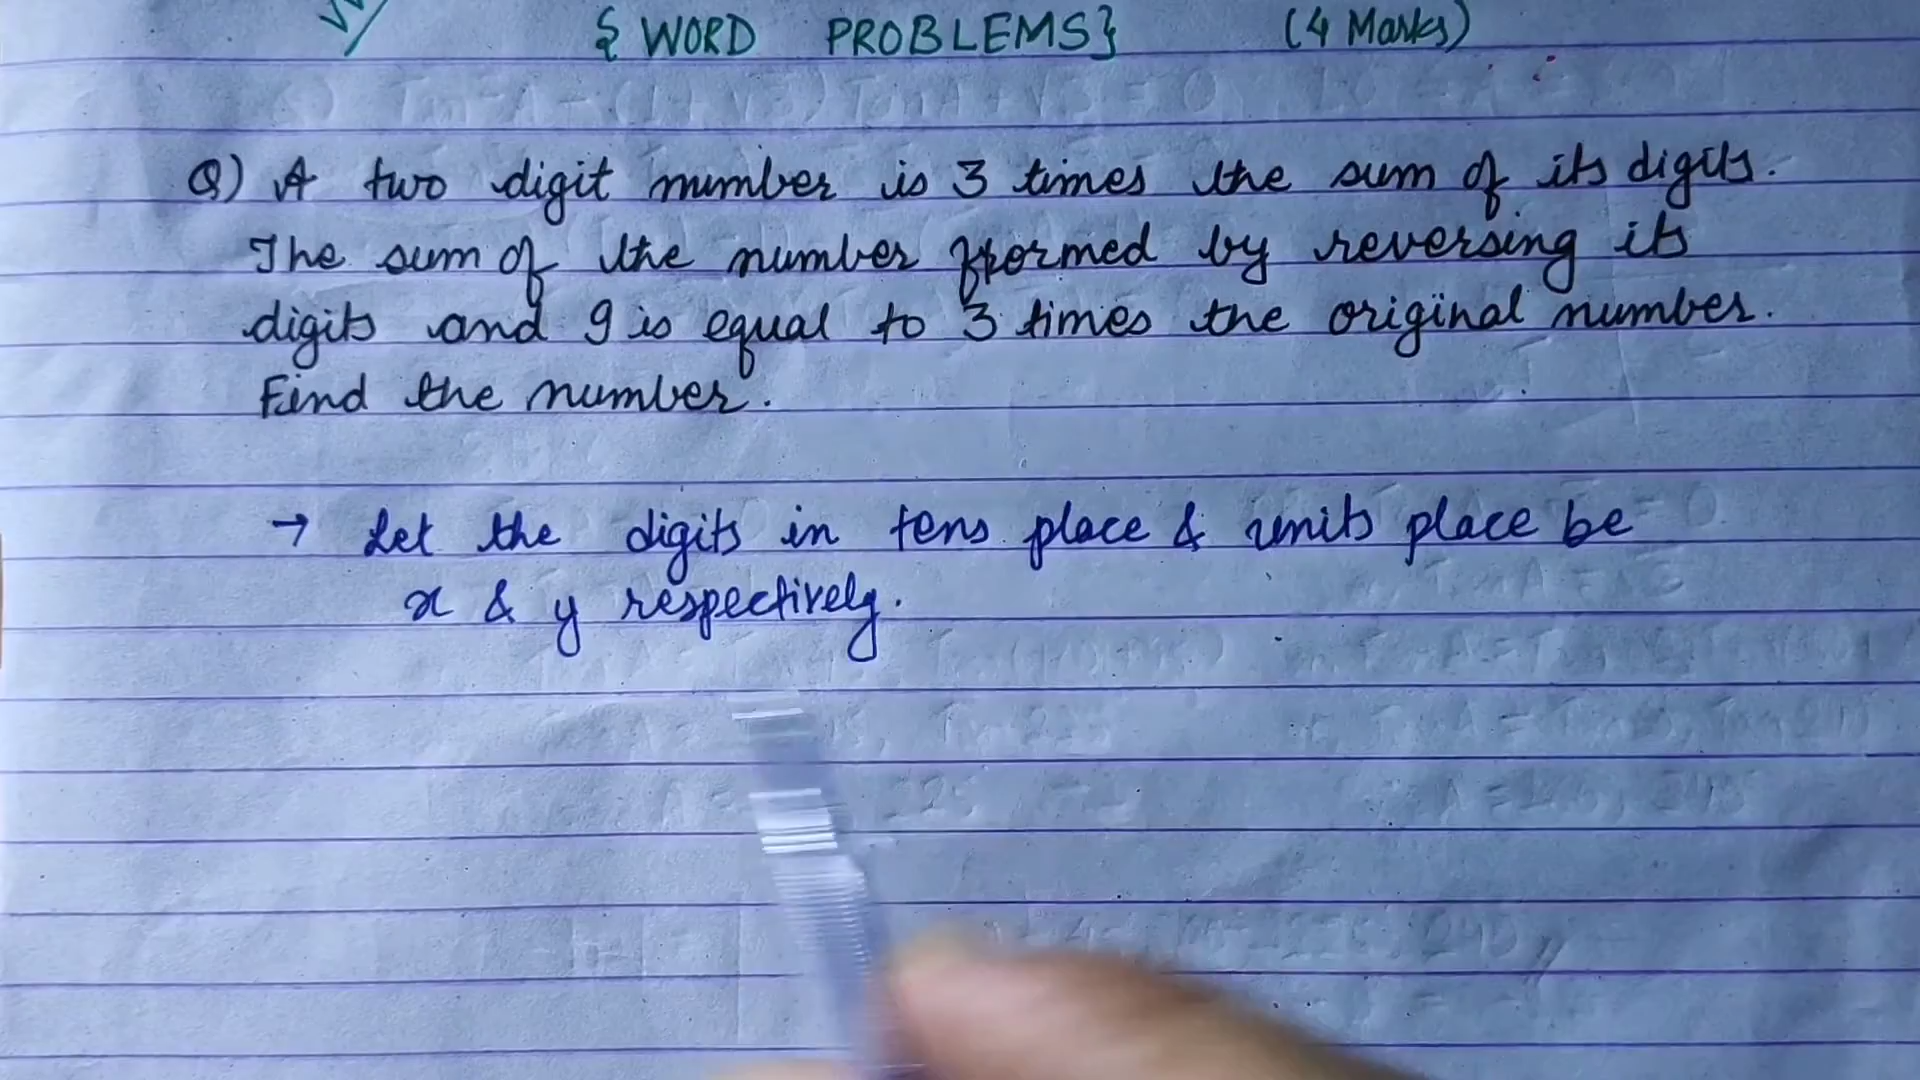 {WORD PROBLEMS} (4 Marks)
Q) A two digit number is 3 times the sum of its digits.
The sum of the number formed by reversing its
digits and 9 is equal to 3 times the original number.
Find the number.
→ Let the digits in tens place & units place be
x & y respectively.